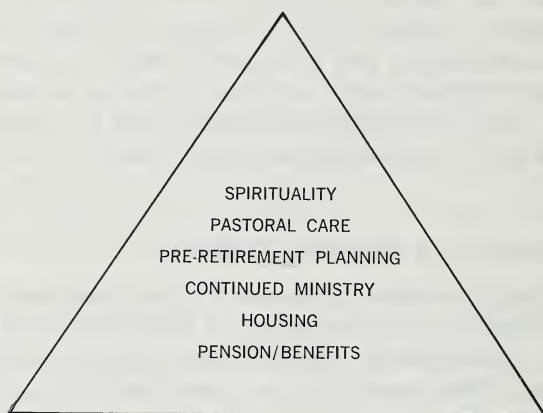 SPIRITUALITY
PASTORAL CARE
PRE-RETIREMENT PLANNING
CONTINUED MINISTRY
HOUSING
PENSION/BENEFITS